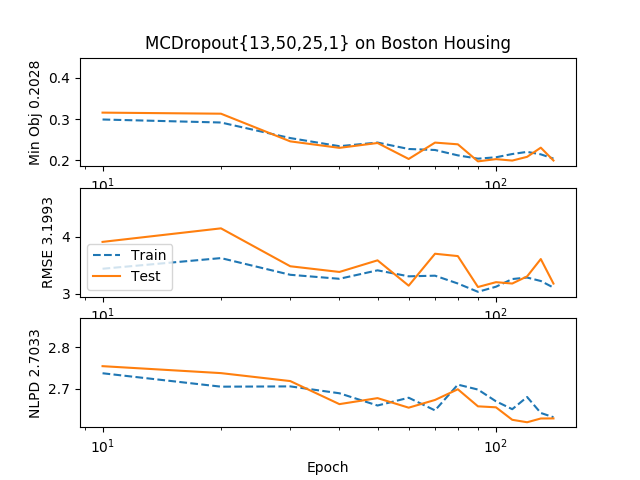 MCDropout{13,50,25,1} on Boston Housing
Min Obj 0.2028
0.4
0.3
0.2
10¹
10²
RMSE 3.1993
4
3
Train
Test
10¹
10²
NLPD 2.7033
2.8
2.7
10¹
10²
Epoch